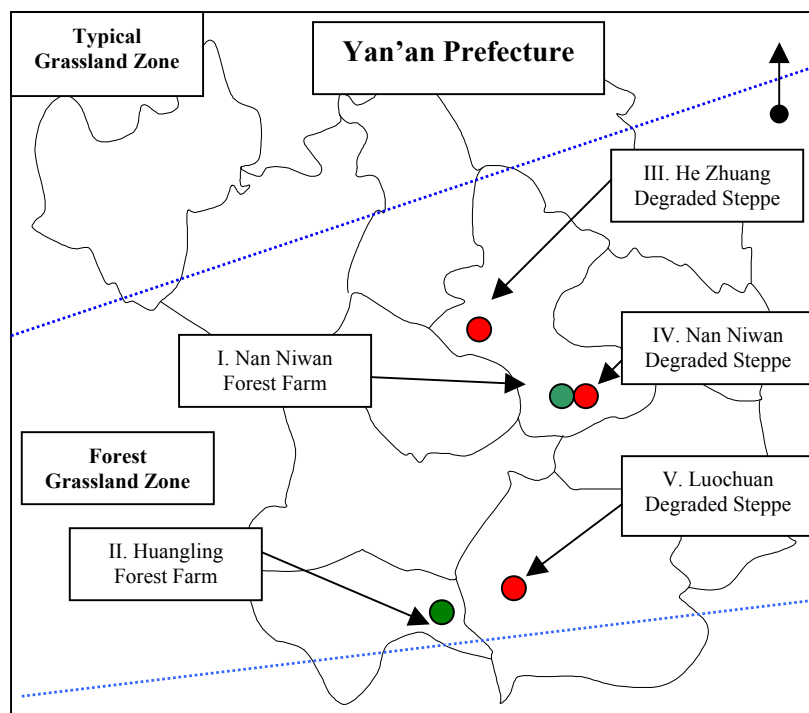 Typical
Grassland Zone
Yan’an Prefecture
III. He Zhuang
Degraded Steppe
I. Nan Niwan
Forest Farm
IV. Nan Niwan
Degraded Steppe
Forest
Grassland Zone
V. Luochuan
Degraded Steppe
II. Huangling
Forest Farm